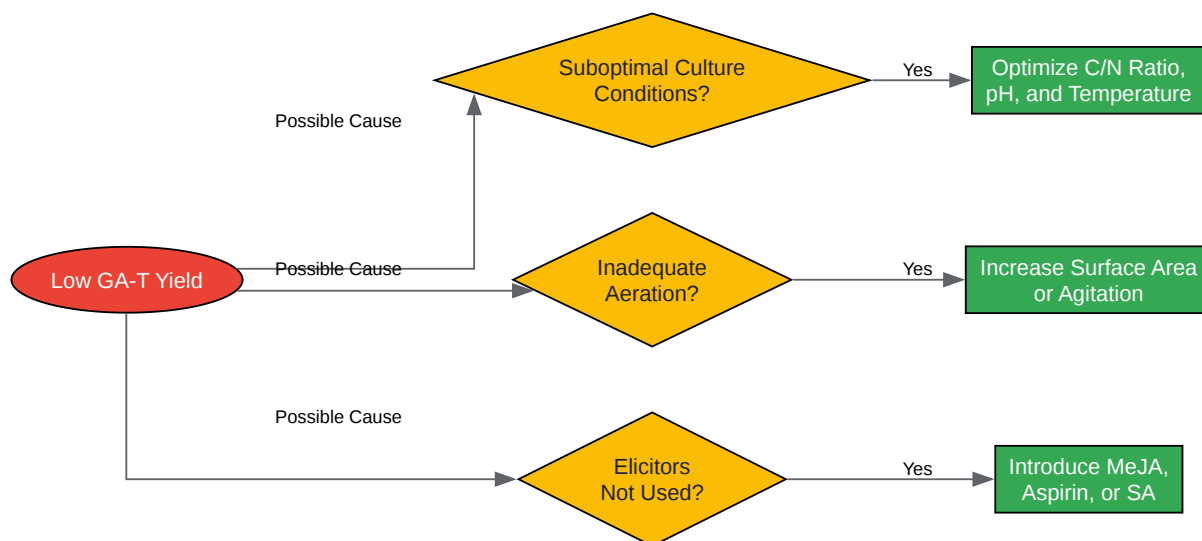 Suboptimal Culture
Conditions?
Yes
Optimize C/N Ratio,
pH, and Temperature
Possible Cause
Low GA-T Yield
Possible Cause
Inadequate
Aeration?
Yes
Increase Surface Area
or Agitation
Possible Cause
Elicitors
Not Used?
Yes
Introduce MeJA,
Aspirin, or SA